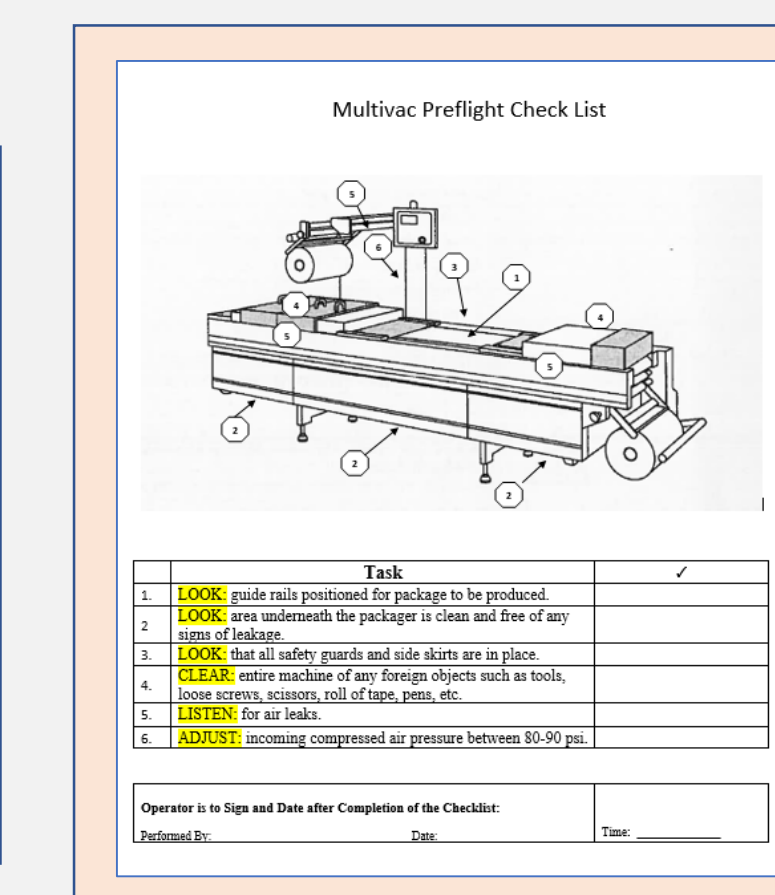 Multivac Preflight Check List
5
6
3
1
4
4
5
5
2
2
2
Task ✓
1. LOOK: guide rails positioned for package to be produced.
2 LOOK: area underneath the packager is clean and free of any
signs of leakage.
3. LOOK: that all safety guards and side skirts are in place.
4. CLEAR: entire machine of any foreign objects such as tools,
loose screws, scissors, roll of tape, pens, etc.
5. LISTEN: for air leaks.
6. ADJUST: incoming compressed air pressure between 80-90 psi.
Operator is to Sign and Date after Completion of the Checklist:
Performed By: Date: Time: ____________